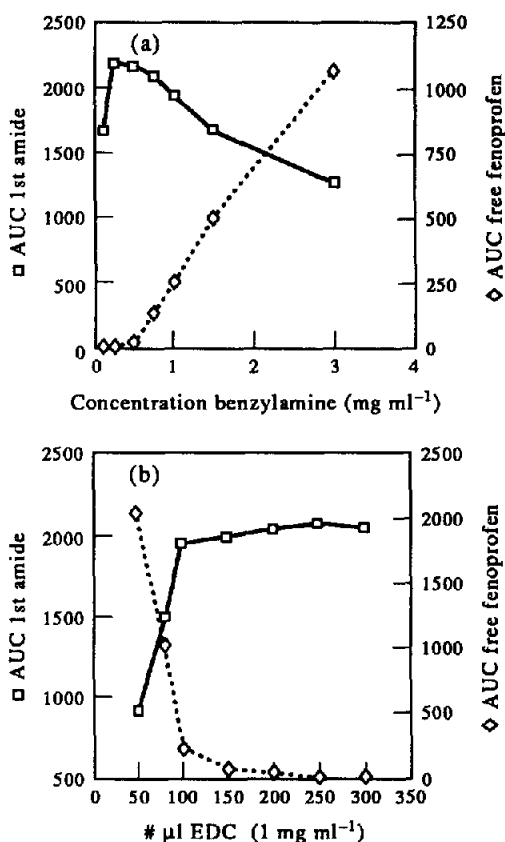 (a)
2500
2000
1500
1000
500
0
□ AUC 1st amide
1250
1000
750
500
250
0
◇ AUC free fenoprofen
0 1 2 3 4
Concentration benzylamine (mg ml⁻¹)
(b)
2500
2000
1500
1000
500
□ AUC 1st amide
2500
2000
1500
1000
500
0
◇ AUC free fenoprofen
0 50 100 150 200 250 300 350
# µl EDC (1 mg ml⁻¹)